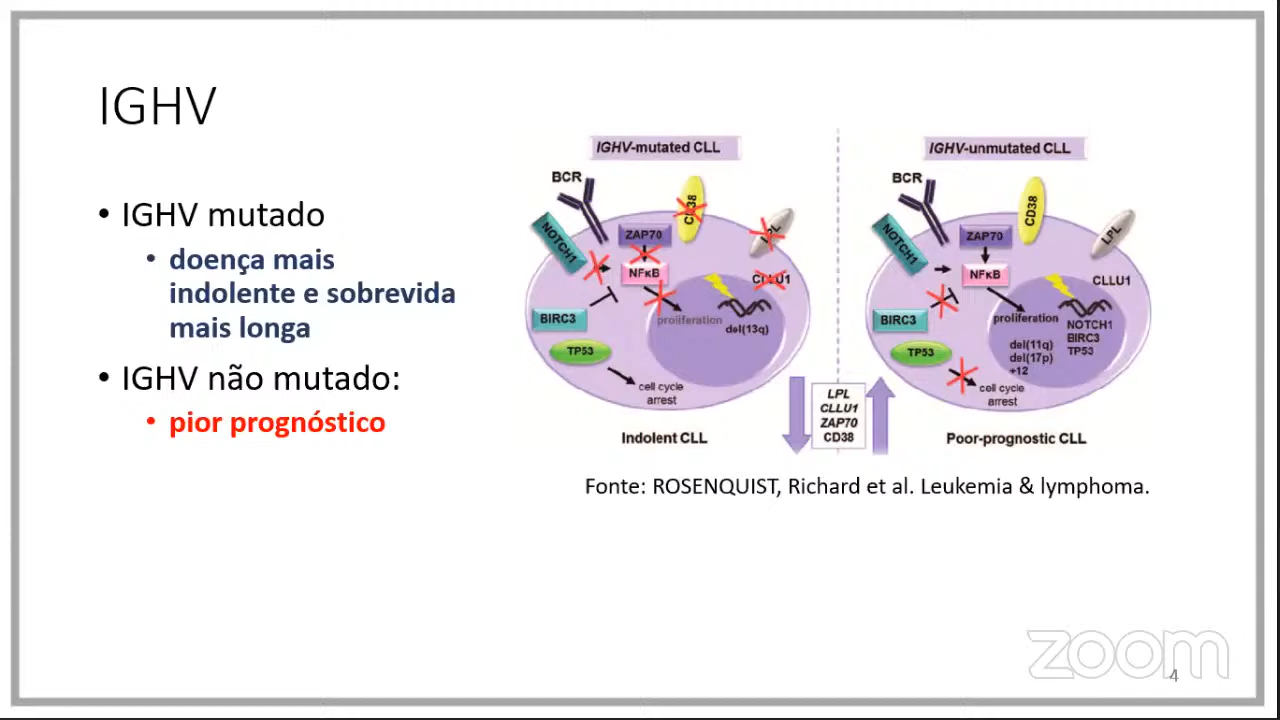 IGHV
• IGHV mutado
• doença mais
indolente e sobrevida
mais longa
• IGHV não mutado:
• pior prognóstico
IGHV-mutated CLL
BCR
NOTCH1
ZAP70
CD38
LPL
NFκB
CLLU1
BIRC3
proliferation
del(13q)
TP53
cell cycle
arrest
Indolent CLL
LPL
CLLU1
ZAP70
CD38
IGHV-unmutated CLL
BCR
NOTCH1
ZAP70
CD38
LPL
NFκB
CLLU1
BIRC3
proliferation
NOTCH1
BIRC3
TP53
del(11q)
del(17p)
+12
TP53
cell cycle
arrest
Poor-prognostic CLL
Fonte: ROSENQUIST, Richard et al. Leukemia & lymphoma.
zoom
4